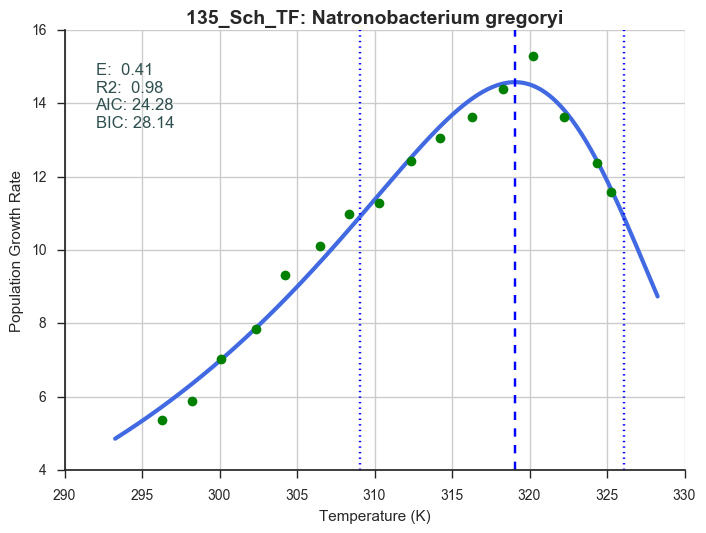 135_Sch_TF: Natronobacterium gregoryi
E:  0.41
R2:  0.98
AIC: 24.28
BIC: 28.14
16
14
12
10
8
6
4
Population Growth Rate
290 295 300 305 310 315 320 325 330
Temperature (K)